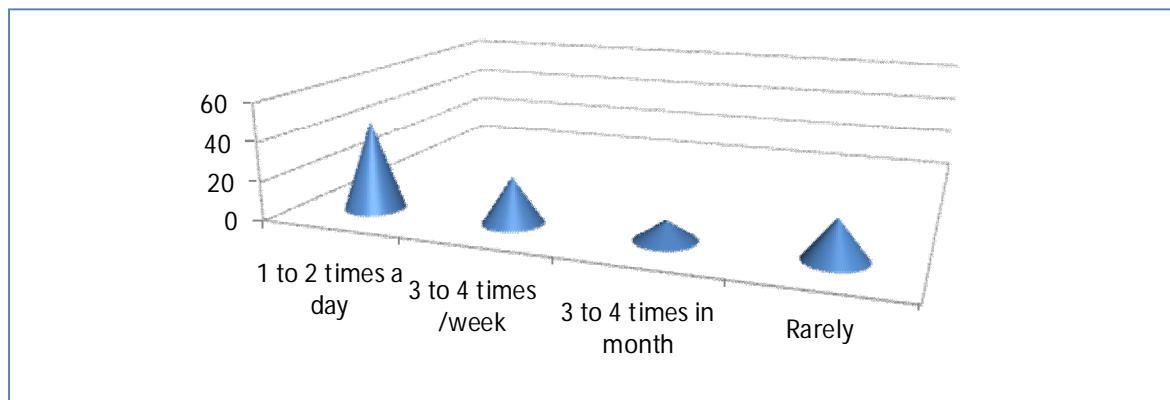 60
40
20
0
1 to 2 times a
day
3 to 4 times
/week
3 to 4 times in
month
Rarely